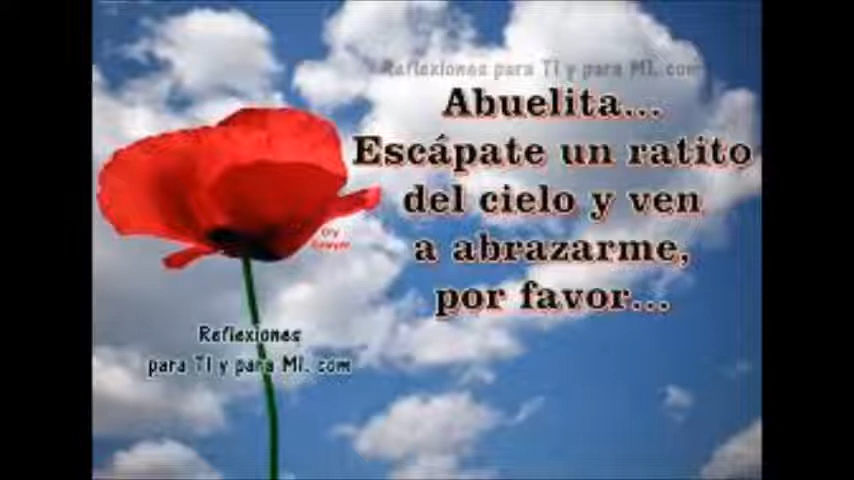 Reflexiones para TI y para MI. com
Abuelita...
Escápate un ratito
del cielo y ven
a abrazarme,
por favor...
Reflexiones
para TI y para MI. com